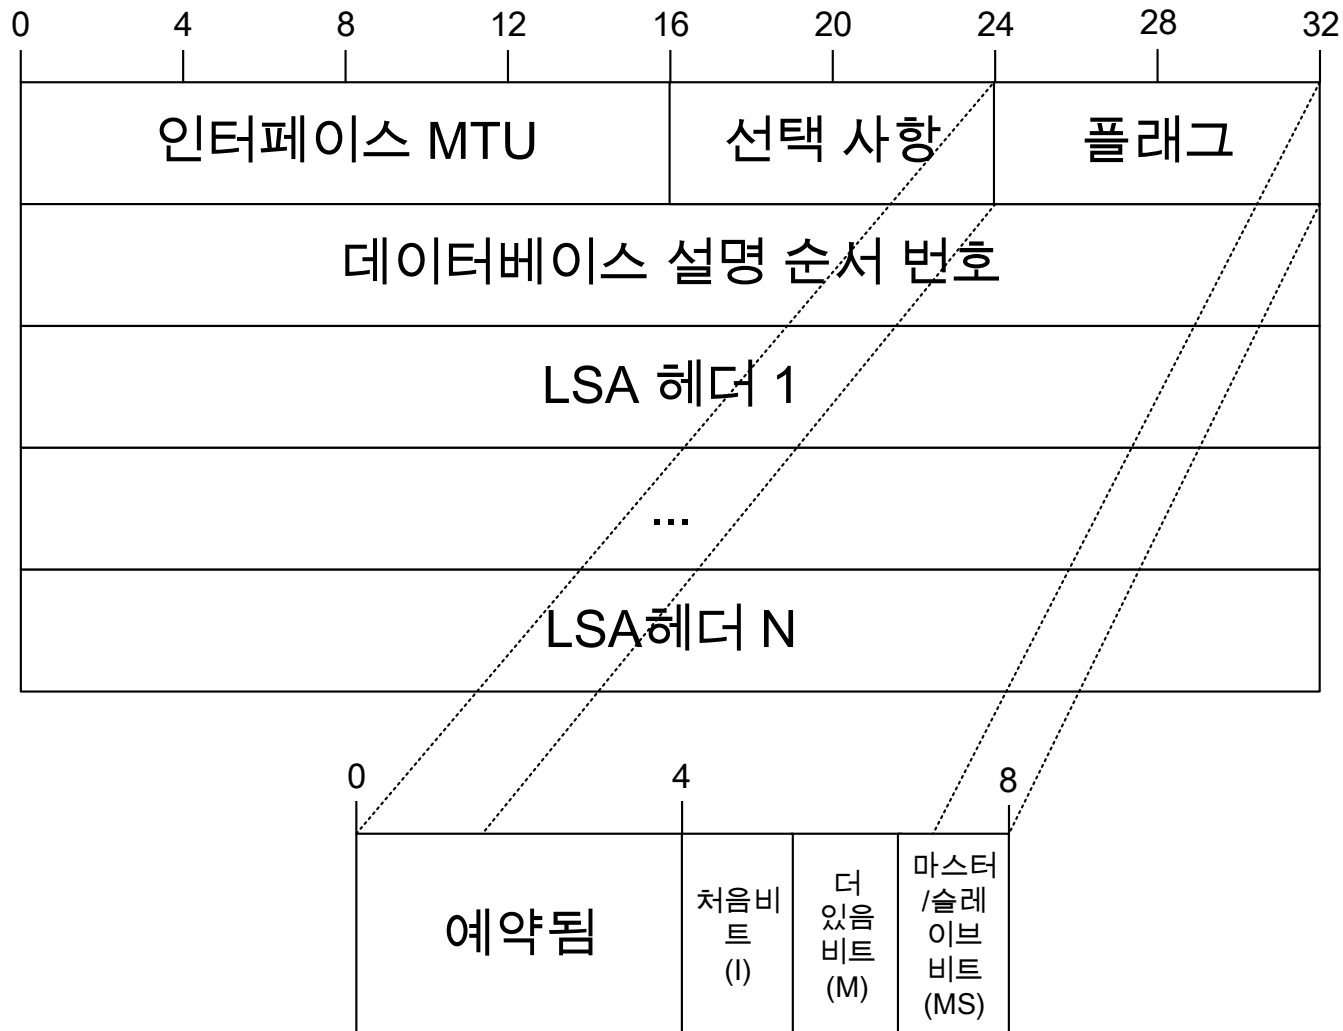 0 4 8 12 16 20 24 28 32
인터페이스 MTU 선택 사항 플래그
데이터베이스 설명 순서 번호
LSA 헤더 1
...
LSA헤더 N
0 4 8
예약됨
처음비
트
(I)
더
있음
비트
(M)
마스터
/슬레
이브
비트
(MS)